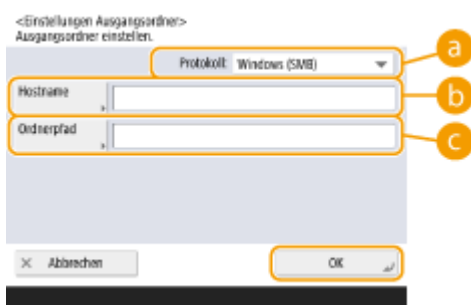 <Einstellungen Ausgangsordner>
Ausgangsordner einstellen.
Protokoll: Windows (SMB)
a
Hostname
b
Ordnerpfad
c
× Abbrechen
OK